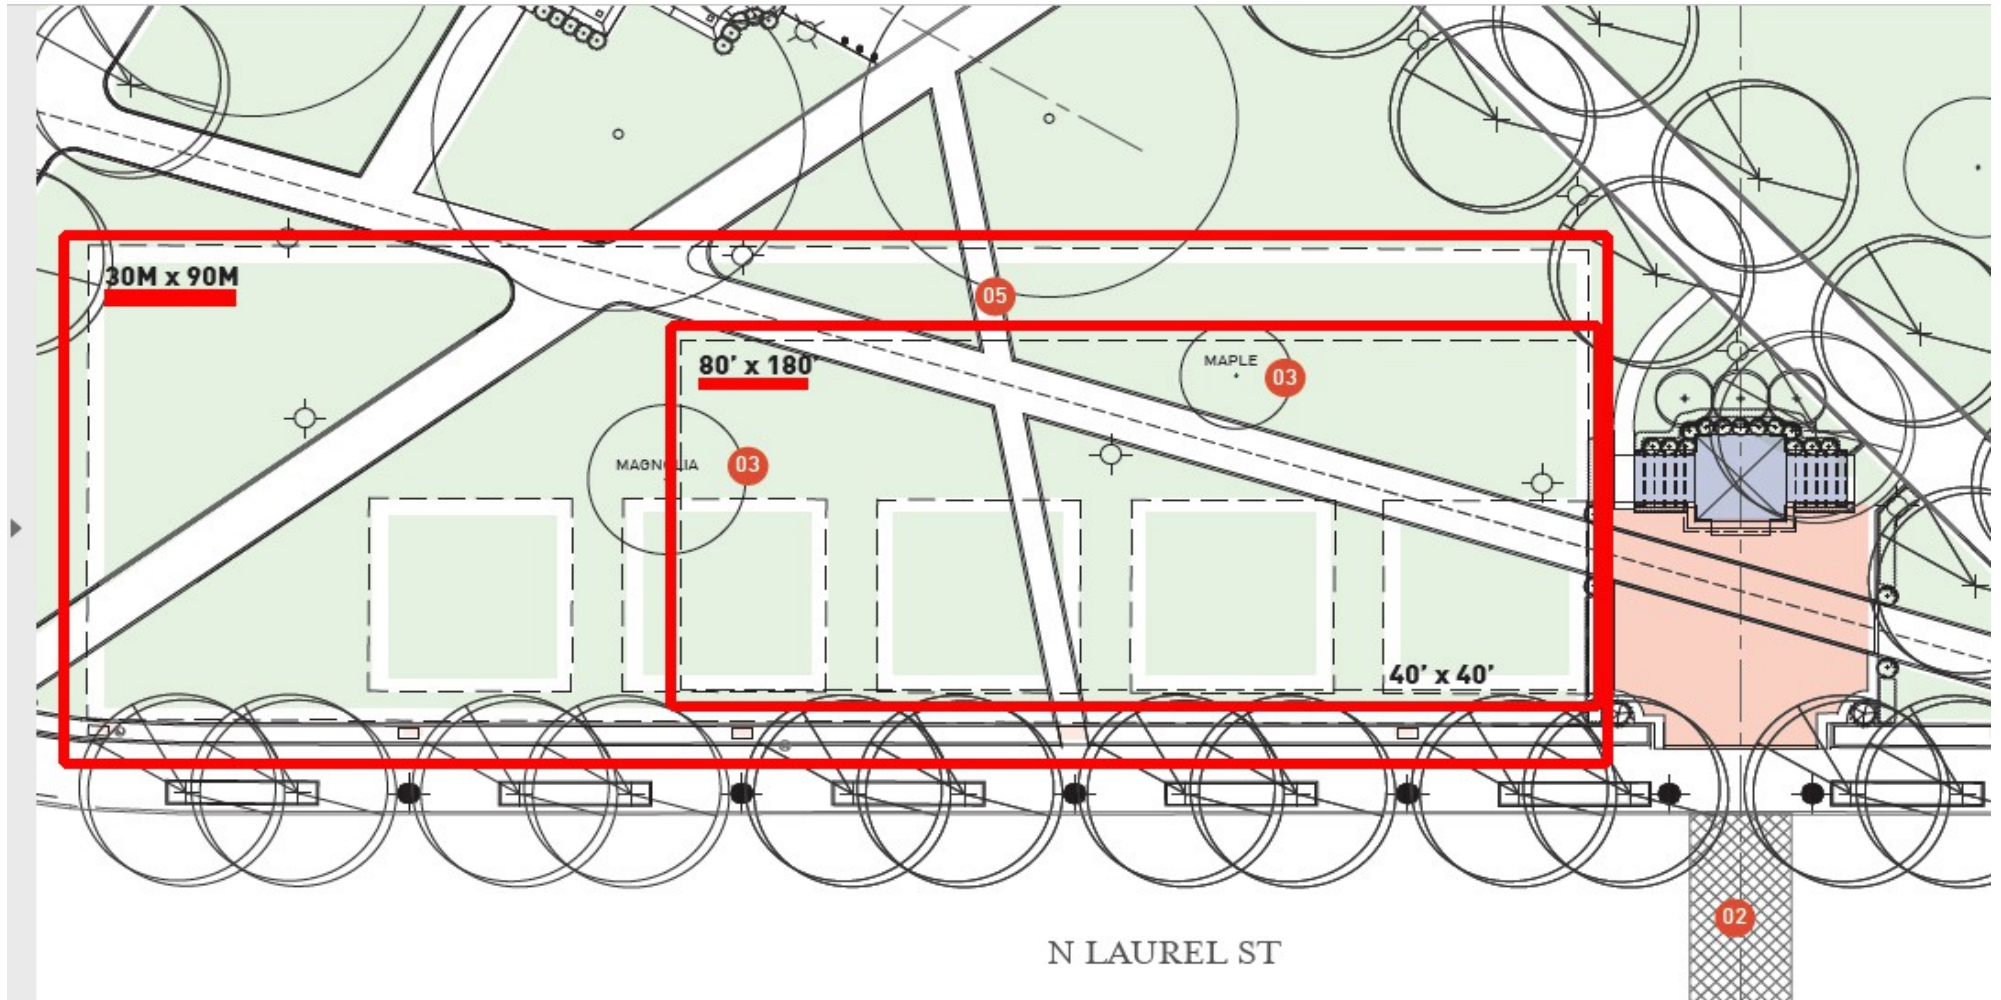 30M x 90M
05
80' x 180'
MAPLE
03
MAGNOLIA
03
40' x 40'
02
N LAUREL ST